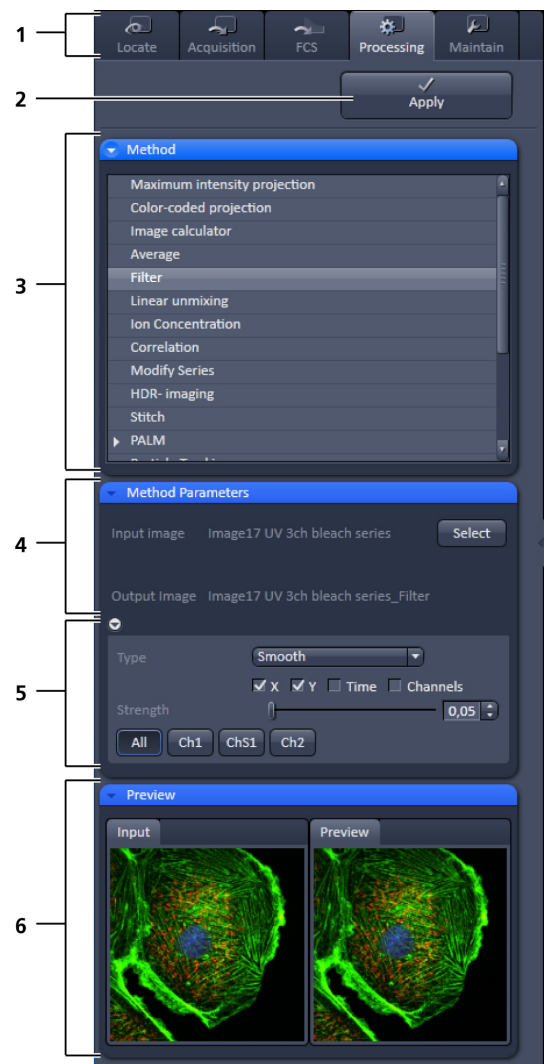 1
Locate Acquisition FCS Processing Maintain
2
Apply
3
Method
Maximum intensity projection
Color-coded projection
Image calculator
Average
Filter
Linear unmixing
Ion Concentration
Correlation
Modify Series
HDR- imaging
Stitch
PALM
4
Method Parameters
Input image Image17 UV 3ch bleach series Select
Output Image Image17 UV 3ch bleach series_Filter
5
Type Smooth
X Y Time Channels
Strength 0,05
All Ch1 ChS1 Ch2
6
Preview
Input Preview